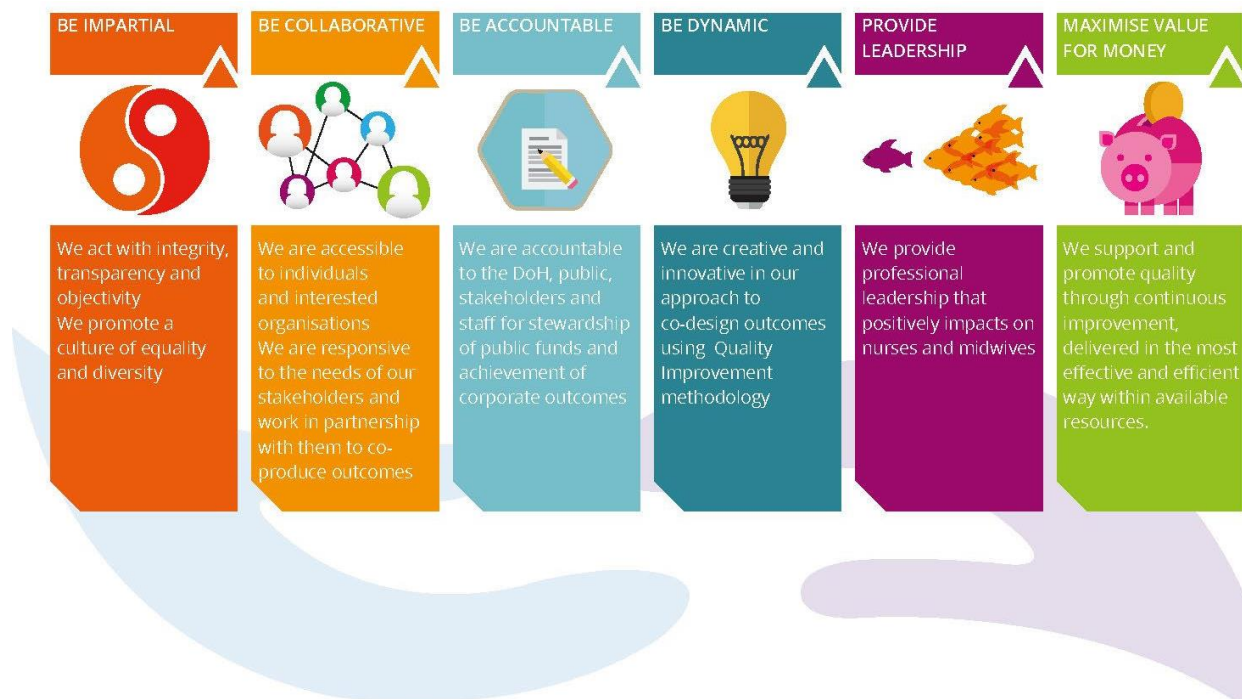 BE IMPARTIAL
We act with integrity,
transparency and
objectivity
We promote a
culture of equality
and diversity
BE COLLABORATIVE
We are accessible
to individuals
and interested
organisations
We are responsive
to the needs of our
stakeholders and
work in partnership
with them to co-
produce outcomes
BE ACCOUNTABLE
We are accountable
to the DoH, public,
stakeholders and
staff for stewardship
of public funds and
achievement of
corporate outcomes
BE DYNAMIC
We are creative and
innovative in our
approach to
co-design outcomes
using Quality
Improvement
methodology
PROVIDE
LEADERSHIP
We provide
professional
leadership that
positively impacts on
nurses and midwives
MAXIMISE VALUE
FOR MONEY
We support and
promote quality
through continuous
improvement,
delivered in the most
effective and efficient
way within available
resources.